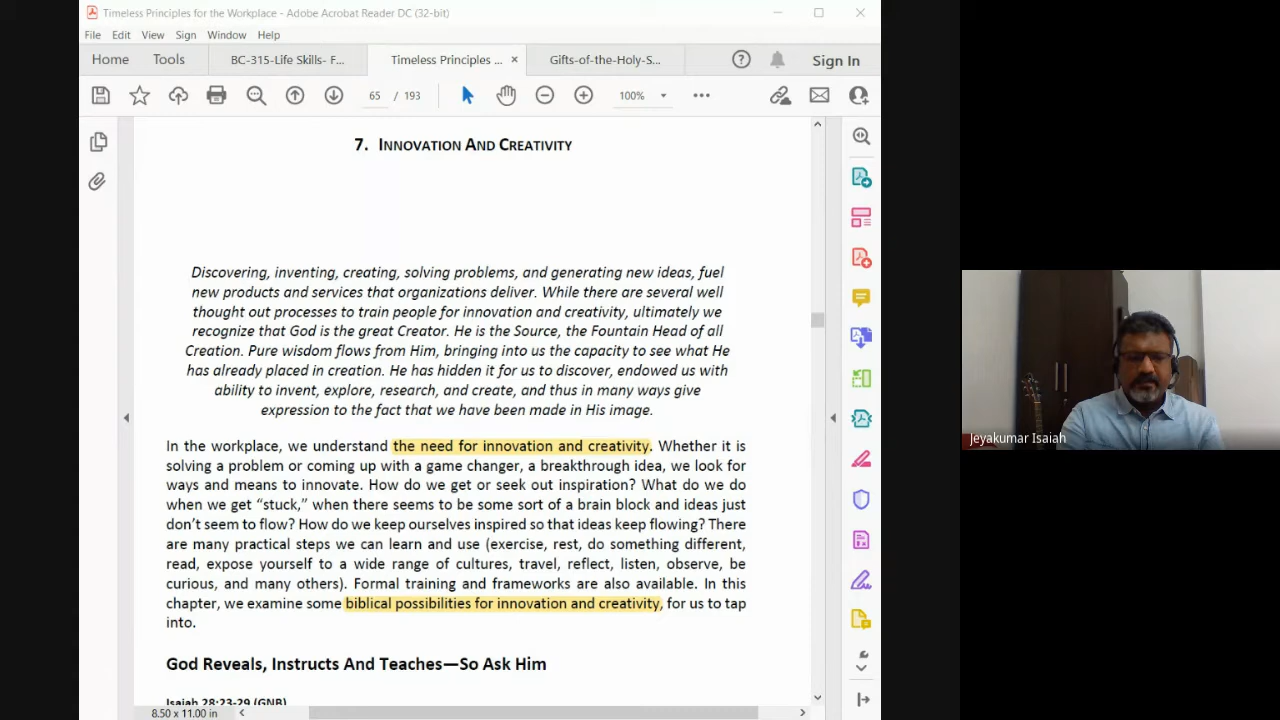 Timeless Principles for the Workplace - Adobe Acrobat Reader DC (32-bit)
File Edit View Sign Window Help
Home Tools BC-315-Life Skills- F... Timeless Principles ... × Gifts-of-the-Holy-S... Sign In
65 / 193 100%
7. INNOVATION AND CREATIVITY
Discovering, inventing, creating, solving problems, and generating new ideas, fuel
new products and services that organizations deliver. While there are several well
thought out processes to train people for innovation and creativity, ultimately we
recognize that God is the great Creator. He is the Source, the Fountain Head of all
Creation. Pure wisdom flows from Him, bringing into us the capacity to see what He
has already placed in creation. He has hidden it for us to discover, endowed us with
ability to invent, explore, research, and create, and thus in many ways give
expression to the fact that we have been made in His image.
In the workplace, we understand the need for innovation and creativity. Whether it is
solving a problem or coming up with a game changer, a breakthrough idea, we look for
ways and means to innovate. How do we get or seek out inspiration? What do we do
when we get “stuck,” when there seems to be some sort of a brain block and ideas just
don’t seem to flow? How do we keep ourselves inspired so that ideas keep flowing? There
are many practical steps we can learn and use (exercise, rest, do something different,
read, expose yourself to a wide range of cultures, travel, reflect, listen, observe, be
curious, and many others). Formal training and frameworks are also available. In this
chapter, we examine some biblical possibilities for innovation and creativity, for us to tap
into.
God Reveals, Instructs And Teaches—So Ask Him
Isaiah 28:23-29 (GNB)
8.50 x 11.00 in
Jeyakumar Isaiah